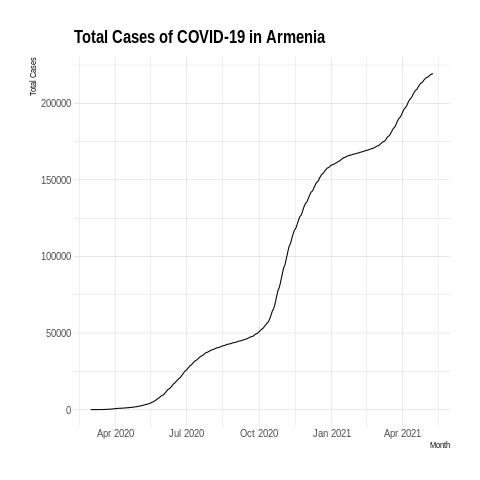 Total Cases of COVID-19 in Armenia
Total Cases
200000
150000
100000
50000
0
Apr 2020 Jul 2020 Oct 2020 Jan 2021 Apr 2021
Month